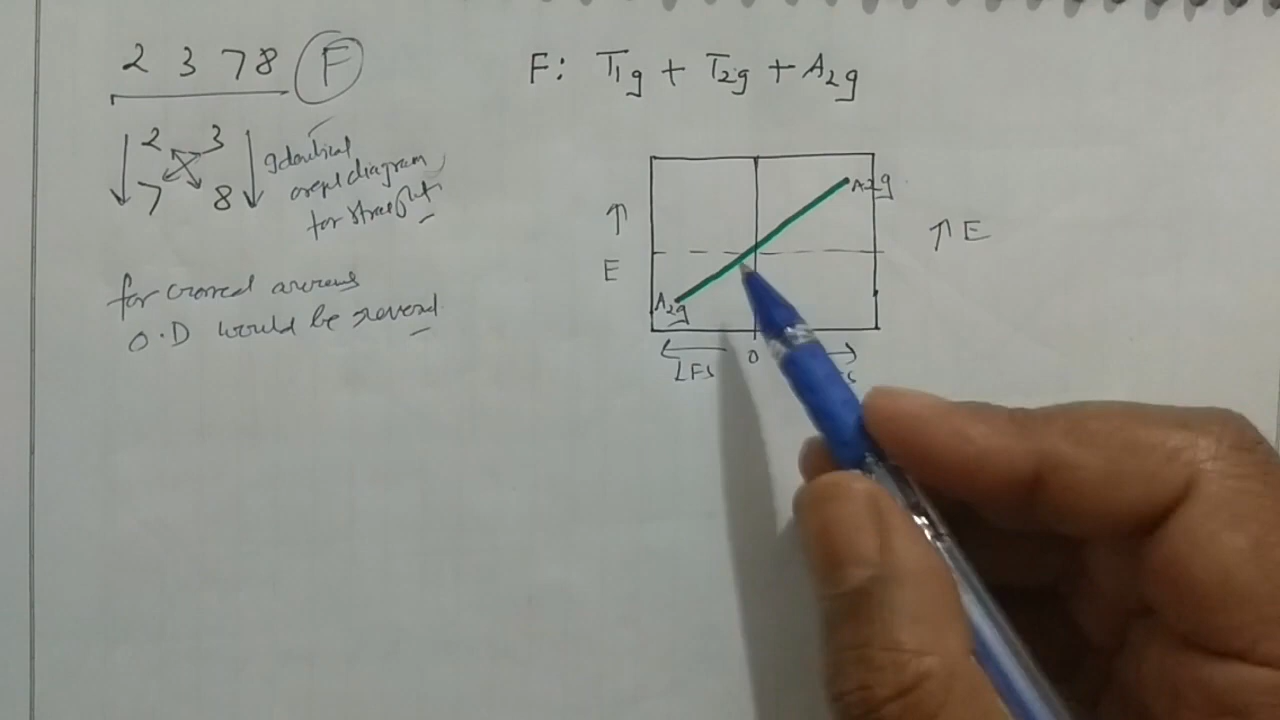 2 3 7 8 F
F: T1g + T2g + A2g
2 3
7 8
Identical
orgel diagram
for straight
for crossed arrows
O.D would be reversed
A2g
↑ E
↑ E
A2g
← LFS 0 →